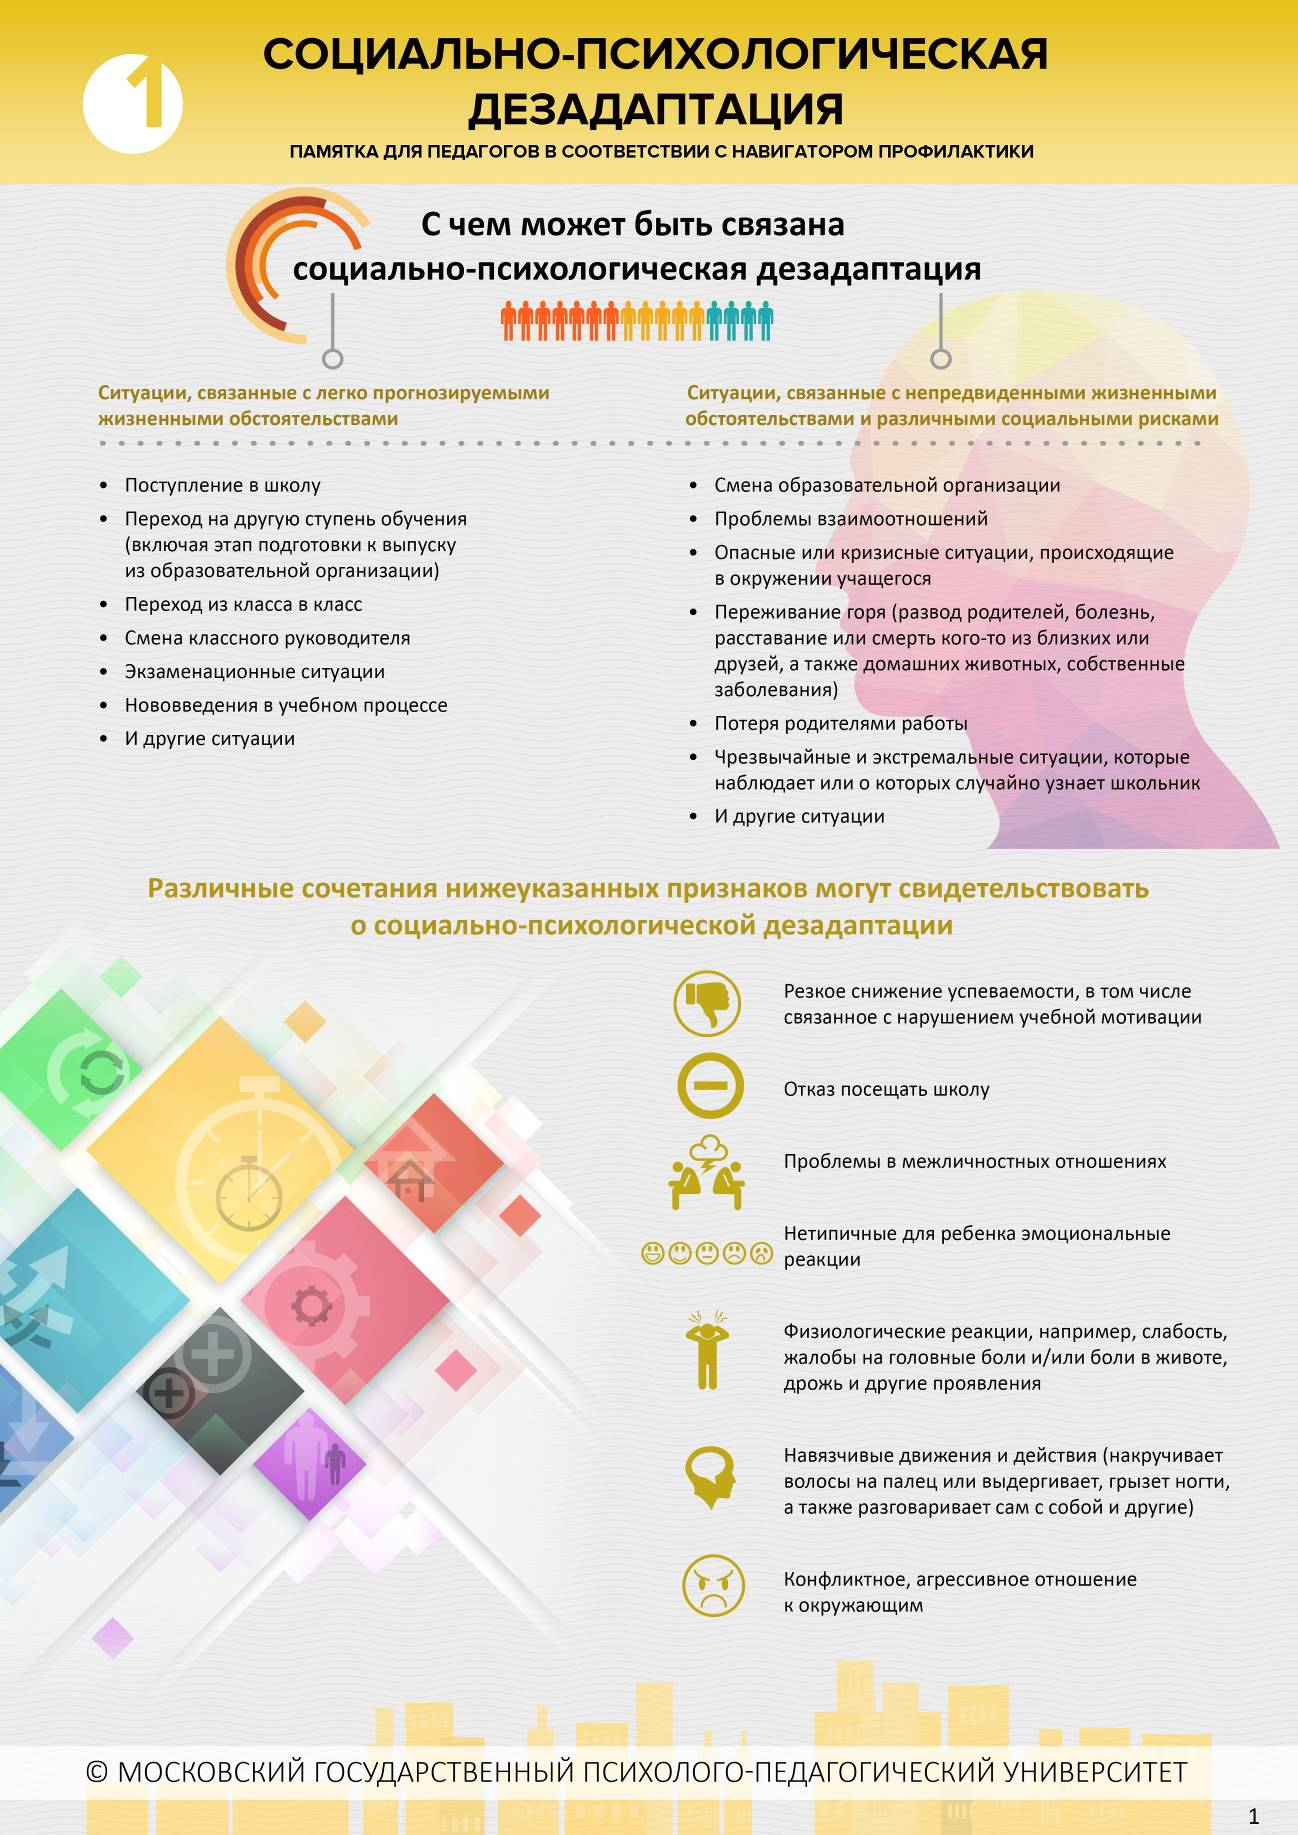 1
СОЦИАЛЬНО-ПСИХОЛОГИЧЕСКАЯ
ДЕЗАДАПТАЦИЯ
ПАМЯТКА ДЛЯ ПЕДАГОГОВ В СООТВЕТСТВИИ С НАВИГАТОРОМ ПРОФИЛАКТИКИ
С чем может быть связана
социально-психологическая дезадаптация
Ситуации, связанные с легко прогнозируемыми
жизненными обстоятельствами
• Поступление в школу
• Переход на другую ступень обучения
(включая этап подготовки к выпуску
из образовательной организации)
• Переход из класса в класс
• Смена классного руководителя
• Экзаменационные ситуации
• Нововведения в учебном процессе
• И другие ситуации
Ситуации, связанные с непредвиденными жизненными
обстоятельствами и различными социальными рисками
• Смена образовательной организации
• Проблемы взаимоотношений
• Опасные или кризисные ситуации, происходящие
в окружении учащегося
• Переживание горя (развод родителей, болезнь,
расставание или смерть кого-то из близких или
друзей, а также домашних животных, собственные
заболевания)
• Потеря родителями работы
• Чрезвычайные и экстремальные ситуации, которые
наблюдает или о которых случайно узнает школьник
• И другие ситуации
Различные сочетания нижеуказанных признаков могут свидетельствовать
о социально-психологической дезадаптации
Резкое снижение успеваемости, в том числе
связанное с нарушением учебной мотивации
Отказ посещать школу
Проблемы в межличностных отношениях
Нетипичные для ребенка эмоциональные
реакции
Физиологические реакции, например, слабость,
жалобы на головные боли и/или боли в животе,
дрожь и другие проявления
Навязчивые движения и действия (накручивает
волосы на палец или выдергивает, грызет ногти,
а также разговаривает сам с собой и другие)
Конфликтное, агрессивное отношение
к окружающим
© МОСКОВСКИЙ ГОСУДАРСТВЕННЫЙ ПСИХОЛОГО-ПЕДАГОГИЧЕСКИЙ УНИВЕРСИТЕТ
1